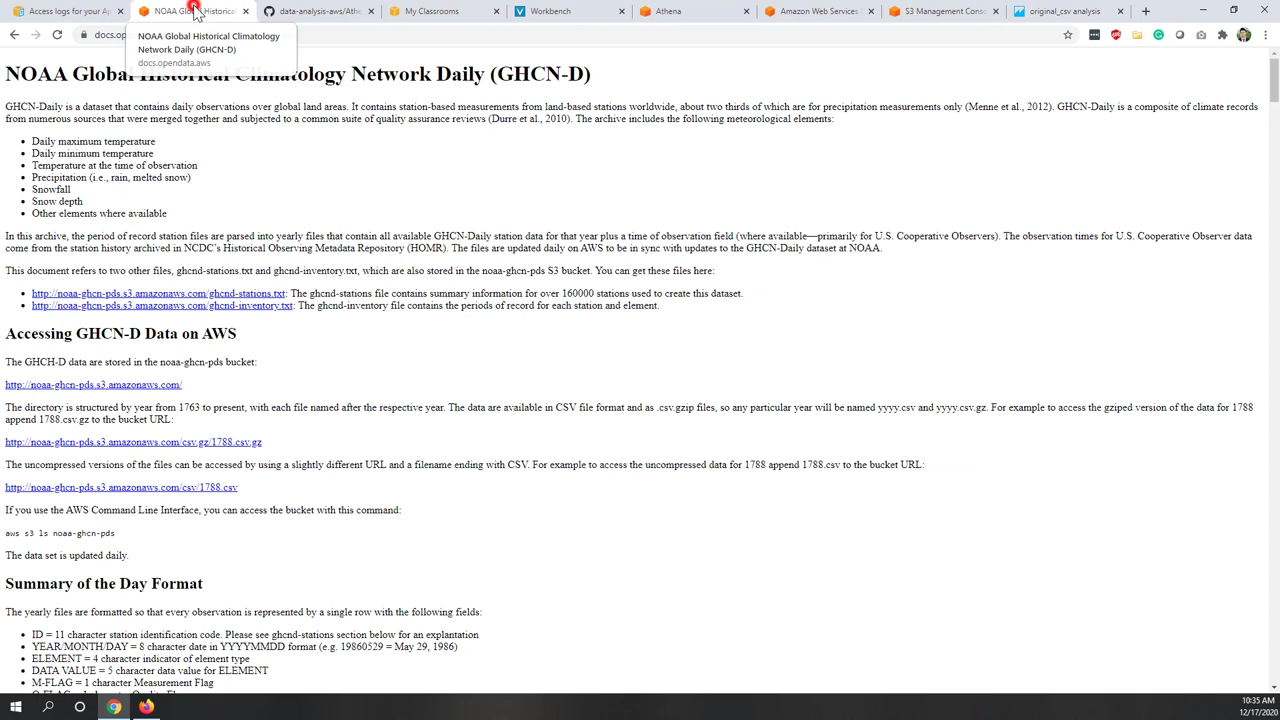 Access logs for your Ap
NOAA Global Historical
data-analysis-aws/Athe
My Classrooms
Workbench
Athena
Amazon Web Services
S3 Management Cons
original_csv analysis
docs.op
NOAA Global Historical Climatology
Network Daily (GHCN-D)
docs.opendata.aws
NOAA Global Historical Climatology Network Daily (GHCN-D)
GHCN-Daily is a dataset that contains daily observations over global land areas. It contains station-based measurements from land-based stations worldwide, about two thirds of which are for precipitation measurements only (Menne et al., 2012). GHCN-Daily is a composite of climate records
from numerous sources that were merged together and subjected to a common suite of quality assurance reviews (Durre et al., 2010). The archive includes the following meteorological elements:
Daily maximum temperature
Daily minimum temperature
Temperature at the time of observation
Precipitation (i.e., rain, melted snow)
Snowfall
Snow depth
Other elements where available
In this archive, the period of record station files are parsed into yearly files that contain all available GHCN-Daily station data for that year plus a time of observation field (where available—primarily for U.S. Cooperative Observers). The observation times for U.S. Cooperative Observer data
come from the station history archived in NCDC's Historical Observing Metadata Repository (HOMR). The files are updated daily on AWS to be in sync with updates to the GHCN-Daily dataset at NOAA.
This document refers to two other files, ghcnd-stations.txt and ghcnd-inventory.txt, which are also stored in the noaa-ghcn-pds S3 bucket. You can get these files here:
http://noaa-ghcn-pds.s3.amazonaws.com/ghcnd-stations.txt: The ghcnd-stations file contains summary information for over 160000 stations used to create this dataset.
http://noaa-ghcn-pds.s3.amazonaws.com/ghcnd-inventory.txt: The ghcnd-inventory file contains the periods of record for each station and element.
Accessing GHCN-D Data on AWS
The GHCH-D data are stored in the noaa-ghcn-pds bucket:
http://noaa-ghcn-pds.s3.amazonaws.com/
The directory is structured by year from 1763 to present, with each file named after the respective year. The data are available in CSV file format and as .csv.gzip files, so any particular year will be named yyyy.csv and yyyy.csv.gz. For example to access the gziped version of the data for 1788
append 1788.csv.gz to the bucket URL:
http://noaa-ghcn-pds.s3.amazonaws.com/csv.gz/1788.csv.gz
The uncompressed versions of the files can be accessed by using a slightly different URL and a filename ending with CSV. For example to access the uncompressed data for 1788 append 1788.csv to the bucket URL:
http://noaa-ghcn-pds.s3.amazonaws.com/csv/1788.csv
If you use the AWS Command Line Interface, you can access the bucket with this command:
aws s3 ls noaa-ghcn-pds
The data set is updated daily.
Summary of the Day Format
The yearly files are formatted so that every observation is represented by a single row with the following fields:
ID = 11 character station identification code. Please see ghcnd-stations section below for an explantation
YEAR/MONTH/DAY = 8 character date in YYYYMMDD format (e.g. 19860529 = May 29, 1986)
ELEMENT = 4 character indicator of element type
DATA VALUE = 5 character data value for ELEMENT
M-FLAG = 1 character Measurement Flag
10:35 AM
12/17/2020